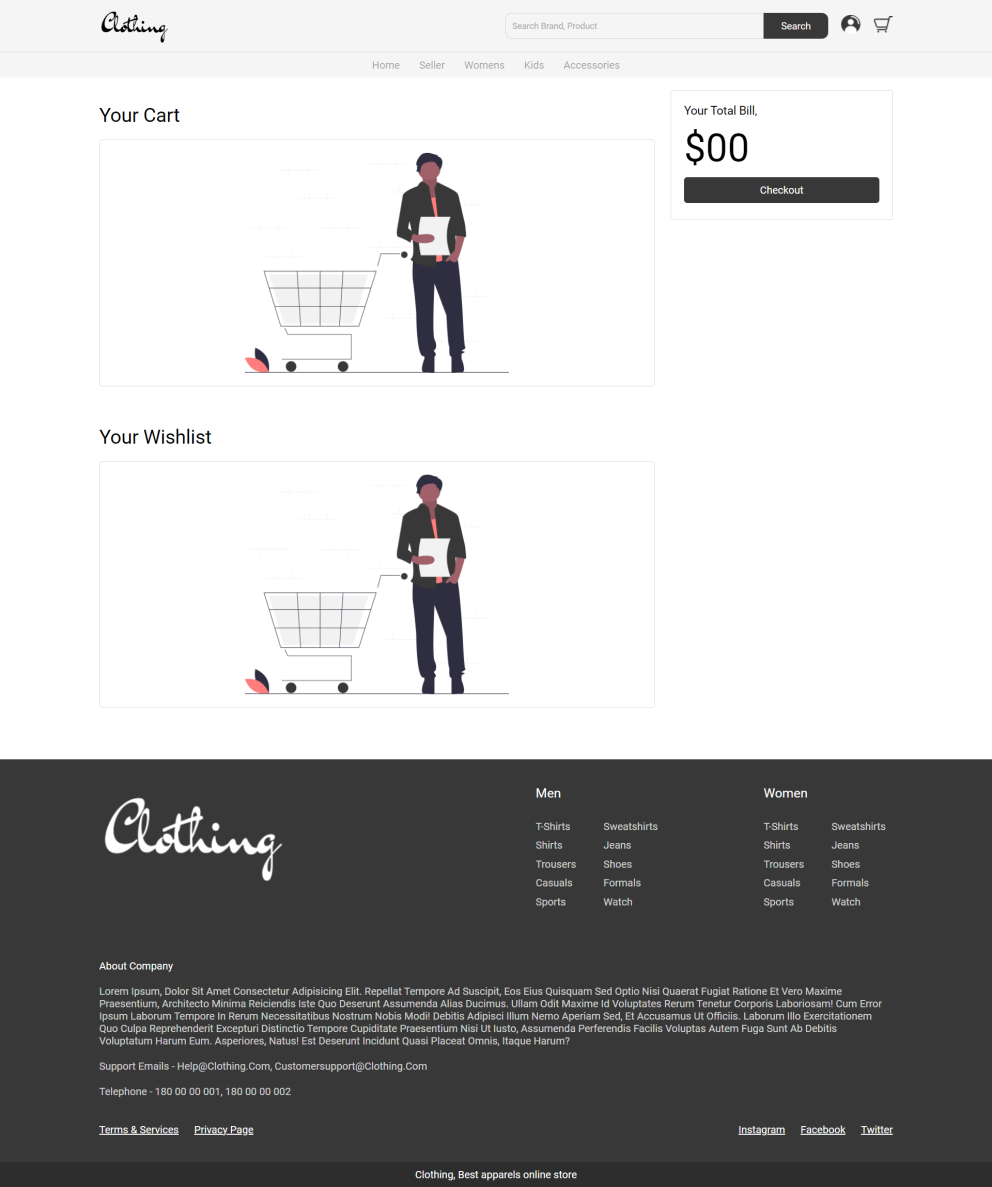 Clothing
Search Brand, Product
Search
Home Seller Womens Kids Accessories
Your Cart
Your Total Bill,
$00
Checkout
Your Wishlist
Clothing
Men
T-Shirts Sweatshirts
Shirts Jeans
Trousers Shoes
Casuals Formals
Sports Watch
Women
T-Shirts Sweatshirts
Shirts Jeans
Trousers Shoes
Casuals Formals
Sports Watch
About Company
Lorem Ipsum, Dolor Sit Amet Consectetur Adipisicing Elit. Repellat Tempore Ad Suscipit, Eos Eius Quisquam Sed Optio Nisi Quaerat Fugiat Ratione Et Vero Maxime
Praesentium, Architecto Minima Reiciendis Iste Quo Deserunt Assumenda Alias Ducimus. Ullam Odit Maxime Id Voluptates Rerum Tenetur Corporis Laboriosam! Cum Error
Ipsum Laborum Tempore In Rerum Necessitatibus Nostrum Nobis Modi! Debitis Adipisci Illum Nemo Aperiam Sed, Et Accusamus Ut Officiis. Laborum Illo Exercitationem
Quo Culpa Reprehenderit Excepturi Distinctio Tempore Cupiditate Praesentium Nisi Ut Iusto, Assumenda Perferendis Facilis Voluptas Autem Fuga Sunt Ab Debitis
Voluptatum Harum Eum. Asperiores, Natus! Est Deserunt Incidunt Quasi Placeat Omnis, Itaque Harum?
Support Emails - Help@Clothing.Com, Customersupport@Clothing.Com
Telephone - 180 00 00 001, 180 00 00 002
Terms & Services Privacy Page
Instagram Facebook Twitter
Clothing, Best apparels online store